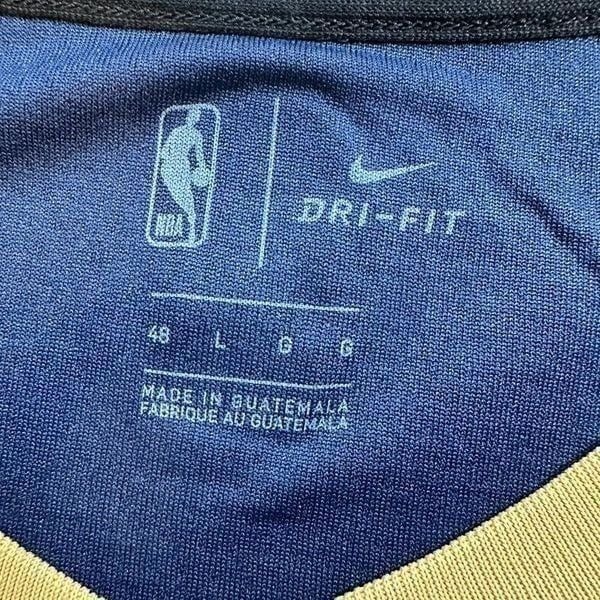 NBA
DRI-FIT
48 L G G
MADE IN GUATEMALA
FABRIQUE AU GUATEMALA